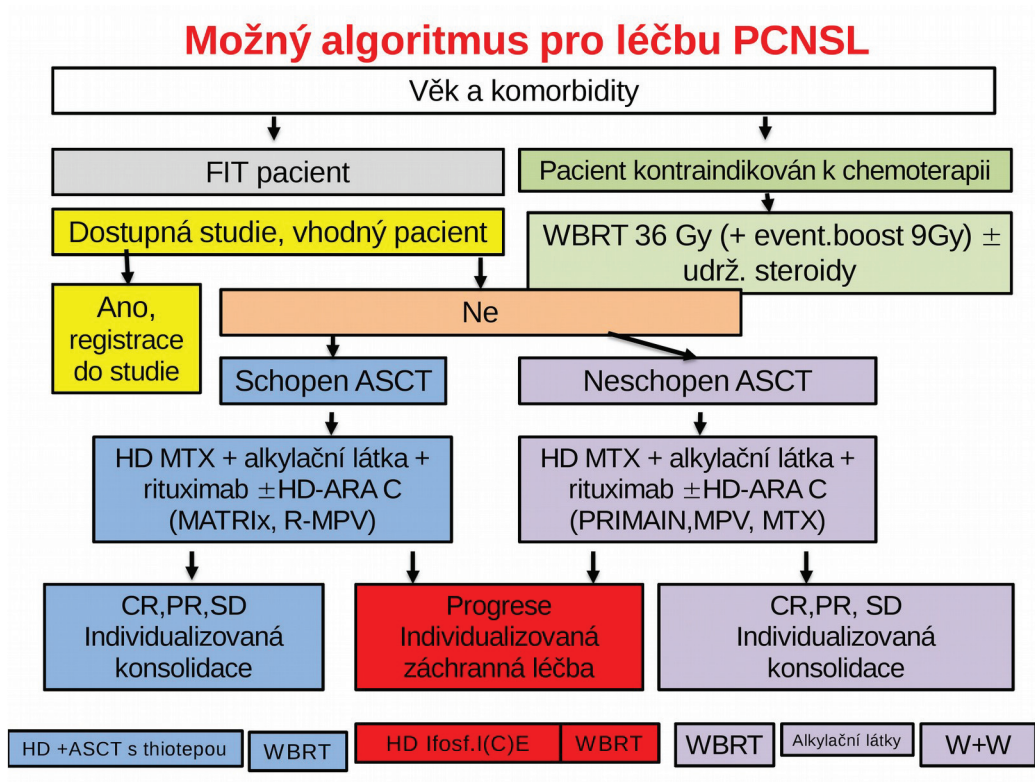 Možný algoritmus pro léčbu PCNSL
Věk a komorbidity
FIT pacient
Pacient kontraindikován k chemoterapii
Dostupná studie, vhodný pacient
WBRT 36 Gy (+ event.boost 9Gy) ±
udrž. steroidy
Ano,
registrace
do studie
Ne
Schopen ASCT
Neschopen ASCT
HD MTX + alkylační látka +
rituximab ±HD-ARA C
(MATRIx, R-MPV)
HD MTX + alkylační látka +
rituximab ±HD-ARA C
(PRIMAIN,MPV, MTX)
CR,PR,SD
Individualizovaná
konsolidace
Progrese
Individualizovaná
záchranná léčba
CR,PR, SD
Individualizovaná
konsolidace
HD +ASCT s thiotepou
WBRT
HD Ifosf.I(C)E
WBRT
WBRT
Alkylační látky
W+W